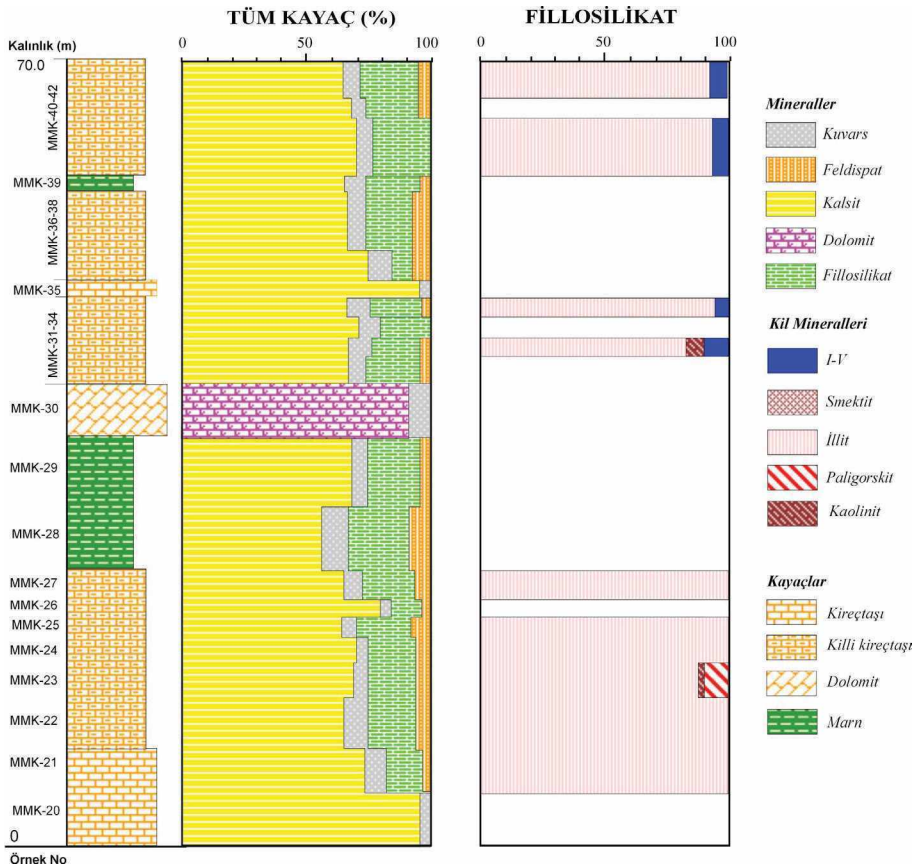 TÜM KAYAÇ (%)
FİLLOSİLİKAT
Kalınlık (m)
0 50 100
0 50 100
70.0
MMK-40-42
MMK-39
MMK-36-38
MMK-35
MMK-31-34
MMK-30
MMK-29
MMK-28
MMK-27
MMK-26
MMK-25
MMK-24
MMK-23
MMK-22
MMK-21
MMK-20
0
Örnek No
Mineraller
Kuvars
Feldispat
Kalsit
Dolomit
Fillosilikat
Kil Mineralleri
I-V
Smektit
İllit
Paligorskit
Kaolinit
Kayaçlar
Kireçtaşı
Killi kireçtaşı
Dolomit
Marn